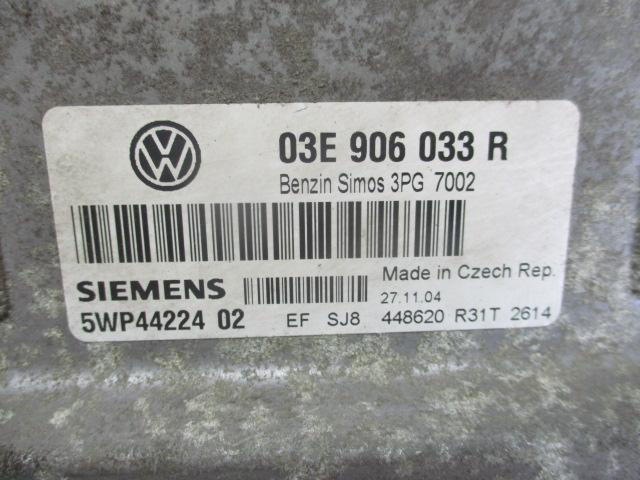 03E 906 033 R
Benzin Simos 3PG 7002
Made in Czech Rep.
SIEMENS
27.11.04
5WP44224 02 EF SJ8 448620 R31T 2614